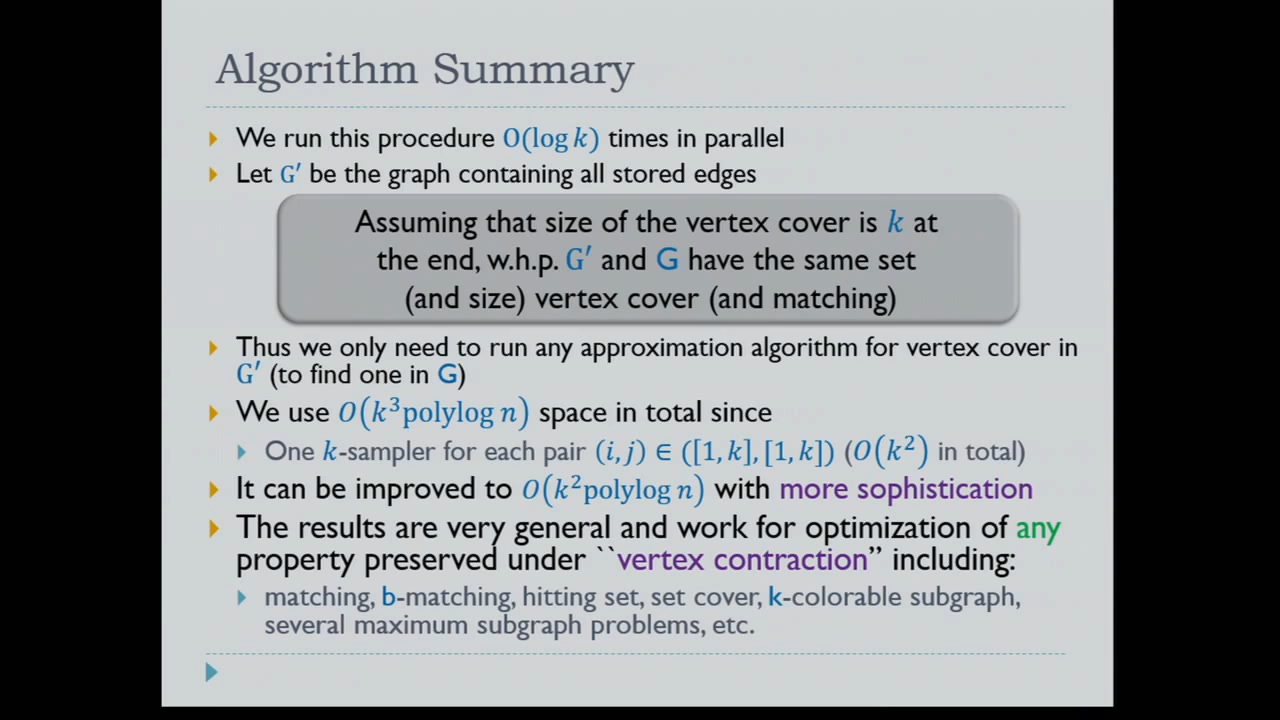 Algorithm Summary
We run this procedure O(log k) times in parallel
Let G′ be the graph containing all stored edges
Assuming that size of the vertex cover is k at
the end, w.h.p. G′ and G have the same set
(and size) vertex cover (and matching)
Thus we only need to run any approximation algorithm for vertex cover in
G′ (to find one in G)
We use O(k³polylog n) space in total since
One k-sampler for each pair (i, j) ∈ ([1, k], [1, k]) (O(k²) in total)
It can be improved to O(k²polylog n) with more sophistication
The results are very general and work for optimization of any
property preserved under ``vertex contraction” including:
matching, b-matching, hitting set, set cover, k-colorable subgraph,
several maximum subgraph problems, etc.